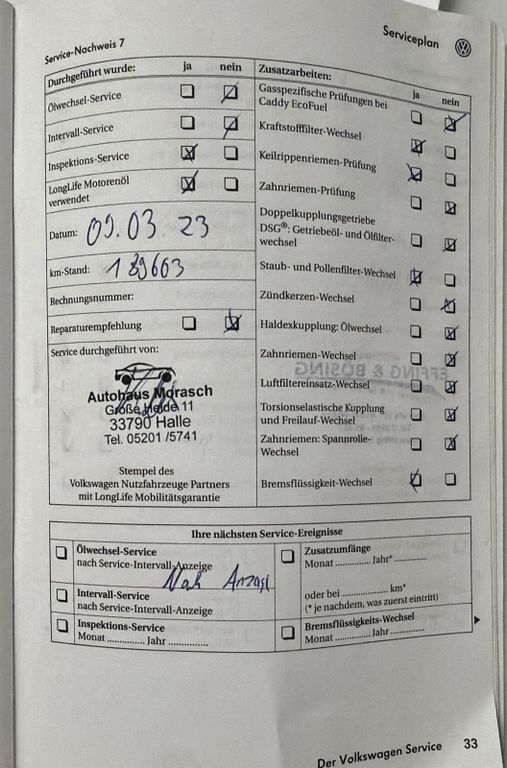 Serviceplan
Service-Nachweis 7
Durchgeführt wurde: ja nein
Ölwechsel-Service
Intervall-Service
Inspektions-Service
LongLife Motorenöl
verwendet
Datum: 09.03.23
km-Stand: 189663
Rechnungsnummer:
Reparaturempfehlung
Service durchgeführt von:
Autohaus Morasch
Große Heide 11
33790 Halle
Tel. 05201 /5741
Stempel des
Volkswagen Nutzfahrzeuge Partners
mit LongLife Mobilitätsgarantie
Zusatzarbeiten: ja nein
Gasspezifische Prüfungen bei
Caddy EcoFuel
Kraftstofffilter-Wechsel
Keilrippenriemen-Prüfung
Zahnriemen-Prüfung
Doppelkupplungsgetriebe
DSG®: Getriebeöl- und Ölfilter-
wechsel
Staub- und Pollenfilter-Wechsel
Zündkerzen-Wechsel
Haldexkupplung: Ölwechsel
Zahnriemen-Wechsel
Luftfiltereinsatz-Wechsel
Torsionselastische Kupplung
und Freilauf-Wechsel
Zahnriemen: Spannrolle-
Wechsel
Bremsflüssigkeit-Wechsel
Ihre nächsten Service-Ereignisse
Ölwechsel-Service
nach Service-Intervall-Anzeige
Nach Anzeige
Intervall-Service
nach Service-Intervall-Anzeige
Inspektions-Service
Monat ............... Jahr ...............
Zusatzumfänge
Monat ............... Jahr* ...............
oder bei ..................... km*
(* je nachdem, was zuerst eintritt)
Bremsflüssigkeits-Wechsel
Monat ............... Jahr ...............
Der Volkswagen Service 33